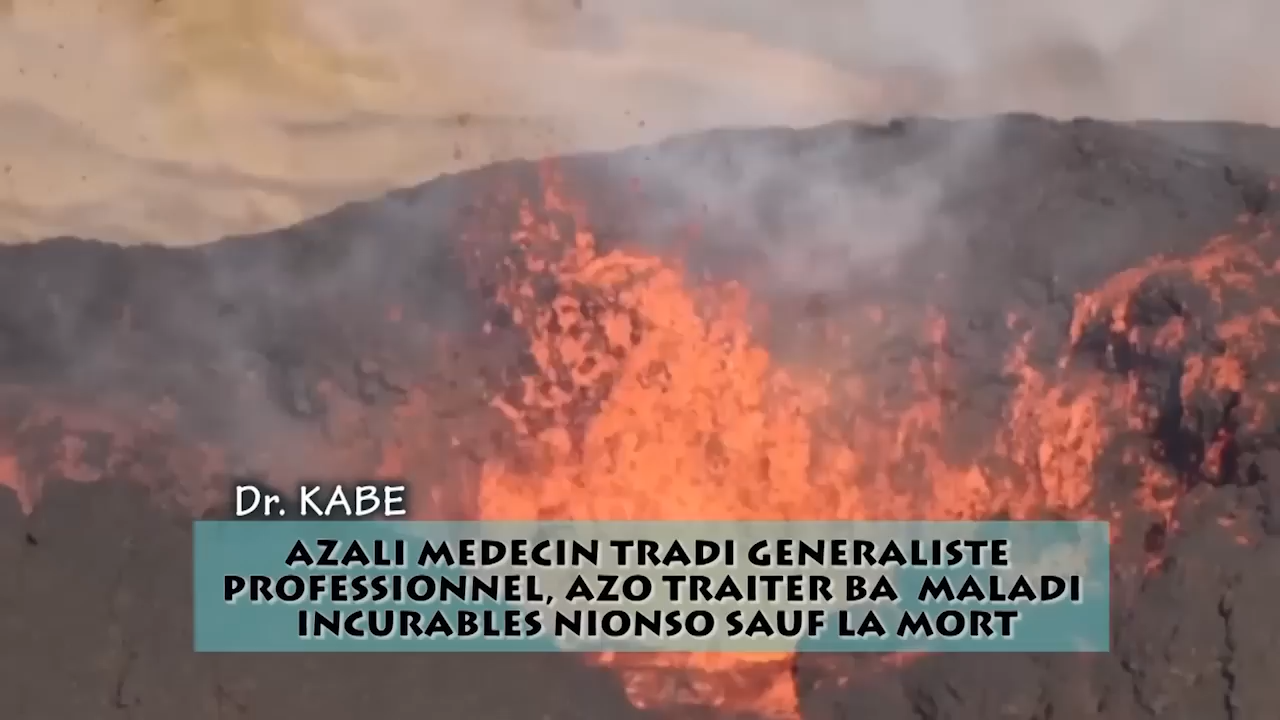 Dr. KABE
AZALI MEDECIN TRADI GENERALISTE
PROFESSIONNEL, AZO TRAITER BA MALADI
INCURABLES NIONSO SAUF LA MORT